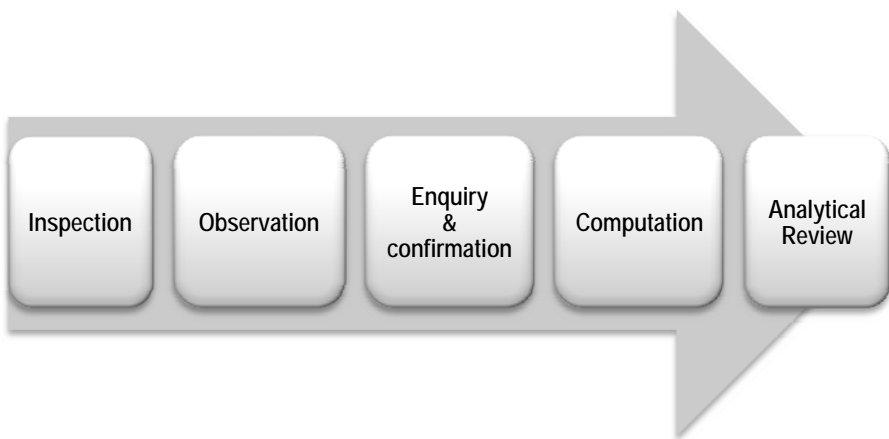 Inspection
Observation
Enquiry
&
confirmation
Computation
Analytical
Review